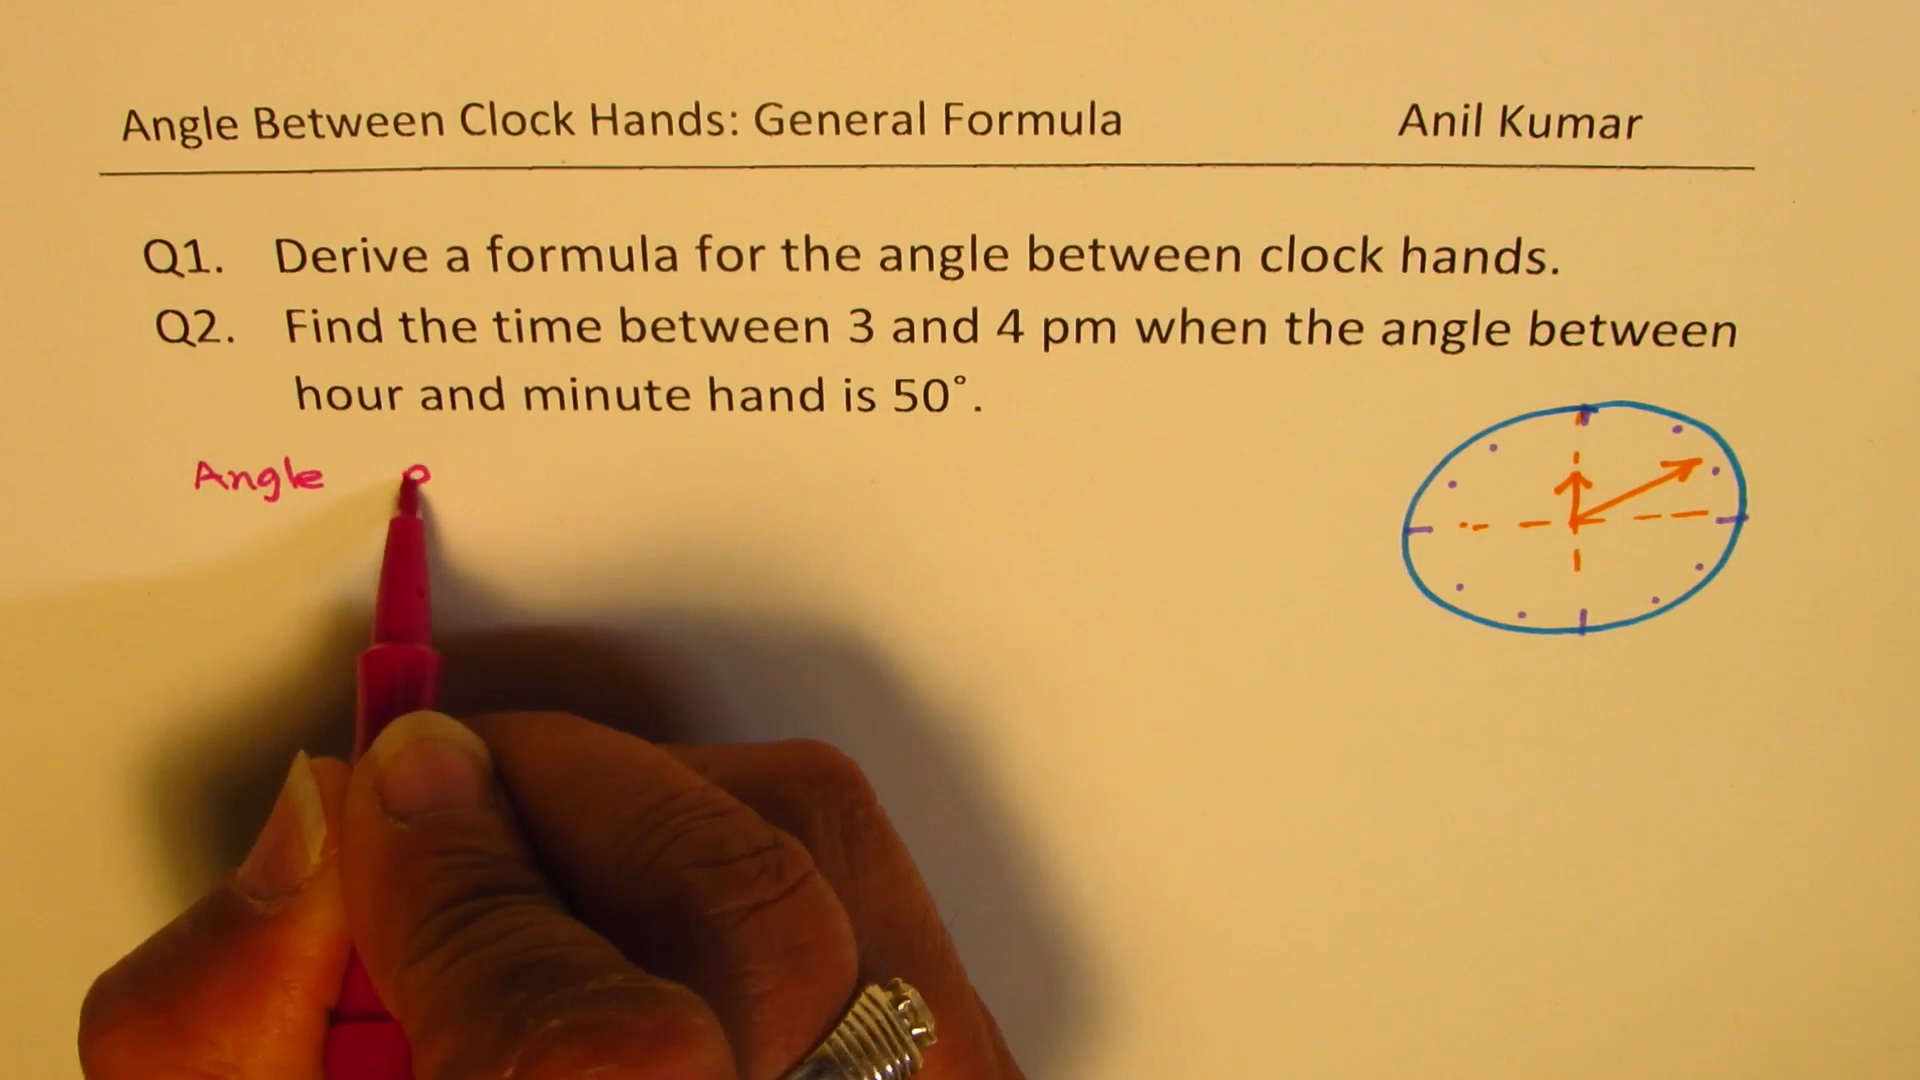 Angle Between Clock Hands: General Formula Anil Kumar
Q1. Derive a formula for the angle between clock hands.
Q2. Find the time between 3 and 4 pm when the angle between
hour and minute hand is 50°.
Angle